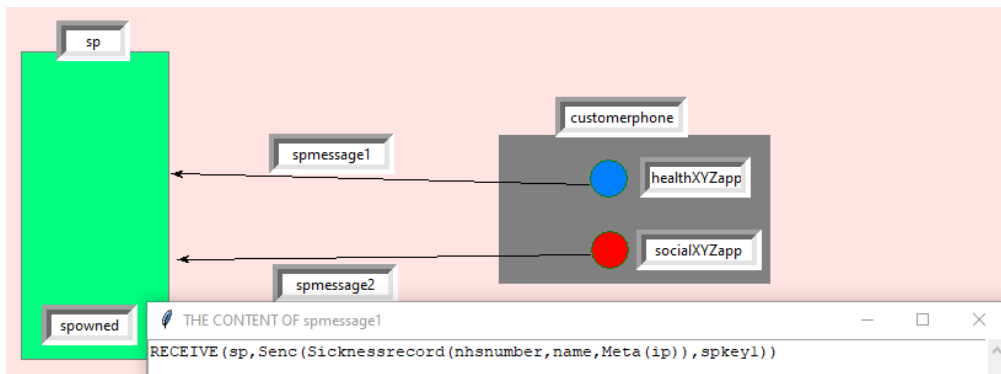 sp
customerphone
spmessage1
healthXYZapp
socialXYZapp
spmessage2
spowned
THE CONTENT OF spmessage1
RECEIVE(sp,Senc(Sicknessrecord(nhsnumber,name,Meta(ip)),spkey1))